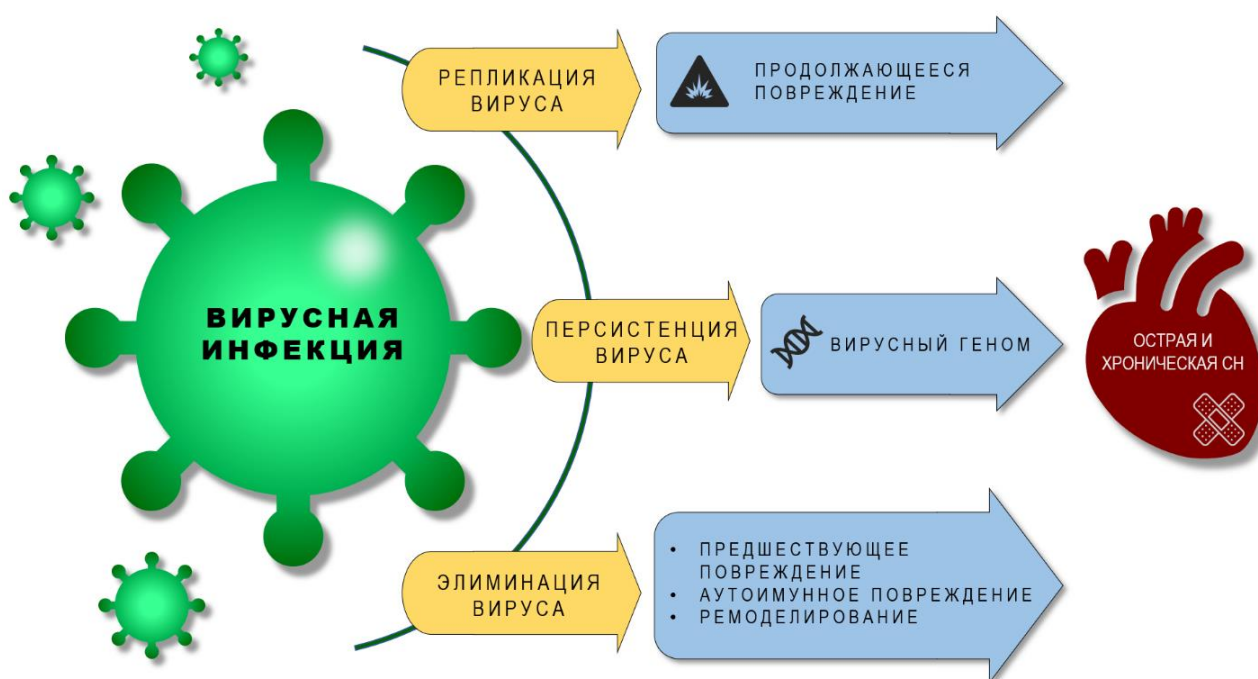 РЕПЛИКАЦИЯ
ВИРУСА
ПРОДОЛЖАЮЩЕЕСЯ
ПОВРЕЖДЕНИЕ
ВИРУСНАЯ
ИНФЕКЦИЯ
ПЕРСИСТЕНЦИЯ
ВИРУСА
ВИРУСНЫЙ ГЕНОМ
ОСТРАЯ И
ХРОНИЧЕСКАЯ СН
ЭЛИМИНАЦИЯ
ВИРУСА
• ПРЕДШЕСТВУЮЩЕЕ
ПОВРЕЖДЕНИЕ
• АУТОИМУННОЕ ПОВРЕЖДЕНИЕ
• РЕМОДЕЛИРОВАНИЕ